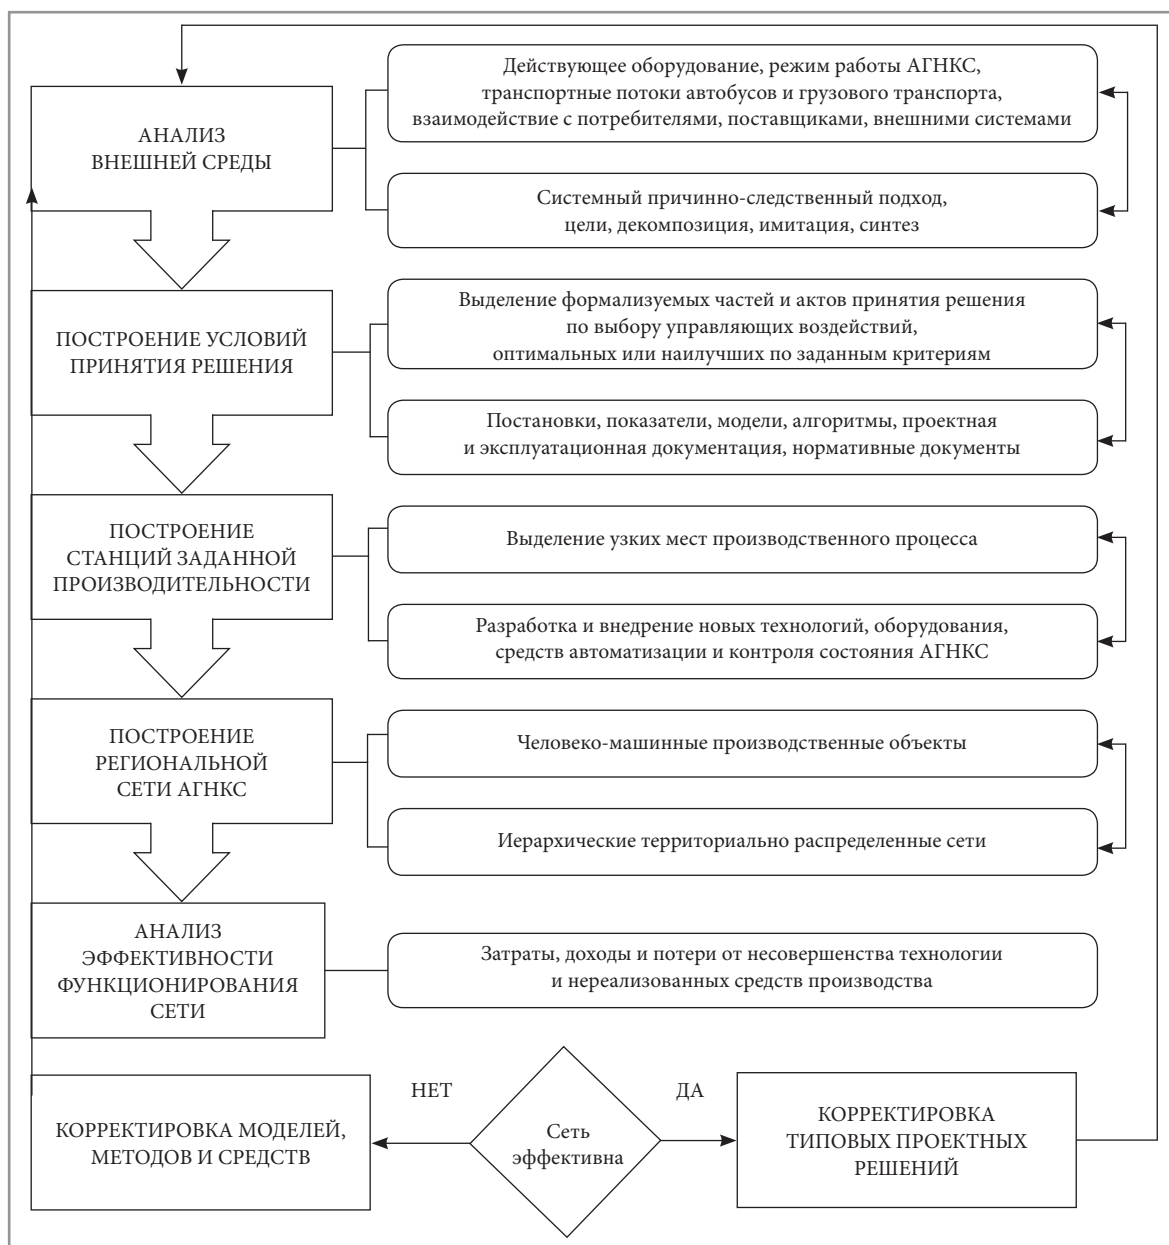 АНАЛИЗ
ВНЕШНЕЙ СРЕДЫ
Действующее оборудование, режим работы АГНКС,
транспортные потоки автобусов и грузового транспорта,
взаимодействие с потребителями, поставщиками, внешними системами
Системный причинно-следственный подход,
цели, декомпозиция, имитация, синтез
ПОСТРОЕНИЕ УСЛОВИЙ
ПРИНЯТИЯ РЕШЕНИЯ
Выделение формализуемых частей и актов принятия решения
по выбору управляющих воздействий,
оптимальных или наилучших по заданным критериям
Постановки, показатели, модели, алгоритмы, проектная
и эксплуатационная документация, нормативные документы
ПОСТРОЕНИЕ
СТАНЦИЙ ЗАДАННОЙ
ПРОИЗВОДИТЕЛЬНОСТИ
Выделение узких мест производственного процесса
Разработка и внедрение новых технологий, оборудования,
средств автоматизации и контроля состояния АГНКС
ПОСТРОЕНИЕ
РЕГИОНАЛЬНОЙ
СЕТИ АГНКС
Человеко-машинные производственные объекты
Иерархические территориально распределенные сети
АНАЛИЗ
ЭФФЕКТИВНОСТИ
ФУНКЦИОНИРОВАНИЯ
СЕТИ
Затраты, доходы и потери от несовершенства технологии
и нереализованных средств производства
КОРРЕКТИРОВКА МОДЕЛЕЙ,
МЕТОДОВ И СРЕДСТВ
НЕТ
Сеть
эффективна
ДА
КОРРЕКТИРОВКА
ТИПОВЫХ ПРОЕКТНЫХ
РЕШЕНИЙ